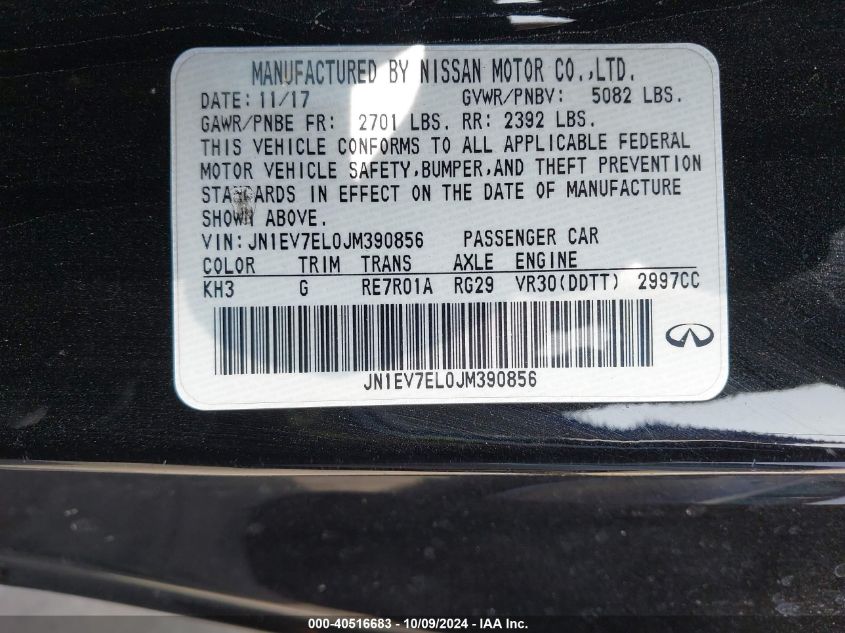 MANUFACTURED BY NISSAN MOTOR CO.,LTD.
DATE: 11/17 GVWR/PNBV: 5082 LBS.
GAWR/PNBE FR: 2701 LBS. RR: 2392 LBS.
THIS VEHICLE CONFORMS TO ALL APPLICABLE FEDERAL
MOTOR VEHICLE SAFETY,BUMPER,AND THEFT PREVENTION
STANDARDS IN EFFECT ON THE DATE OF MANUFACTURE
SHOWN ABOVE.
VIN: JN1EV7EL0JM390856 PASSENGER CAR
COLOR TRIM TRANS AXLE ENGINE
KH3 G RE7R01A RG29 VR30(DDTT) 2997CC
JN1EV7EL0JM390856
000-40516683 - 10/09/2024 - IAA Inc.